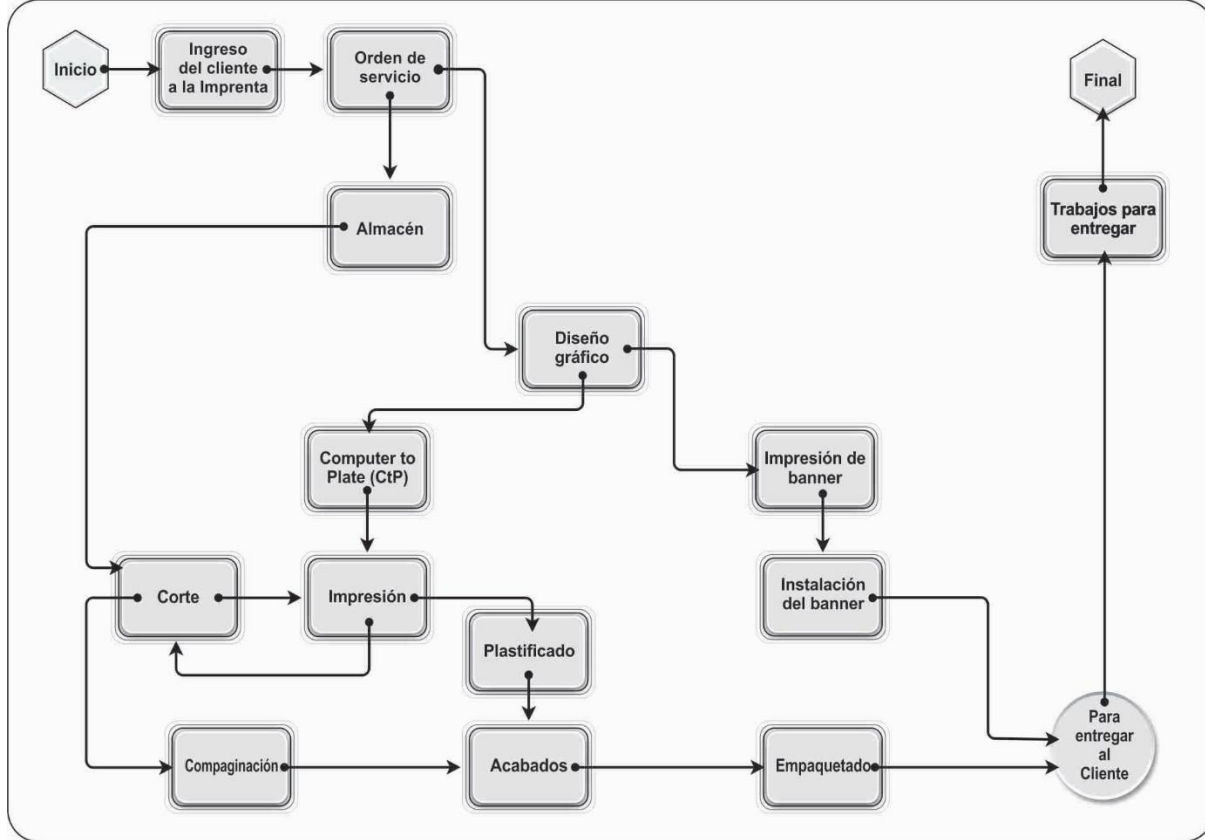 Inicio
Ingreso
del cliente
a la Imprenta
Orden de
servicio
Final
Almacén
Trabajos para
entregar
Diseño
gráfico
Computer to
Plate (CtP)
Impresión de
banner
Corte
Impresión
Instalación
del banner
Plastificado
Compaginación
Acabados
Empaquetado
Para
entregar
al
Cliente